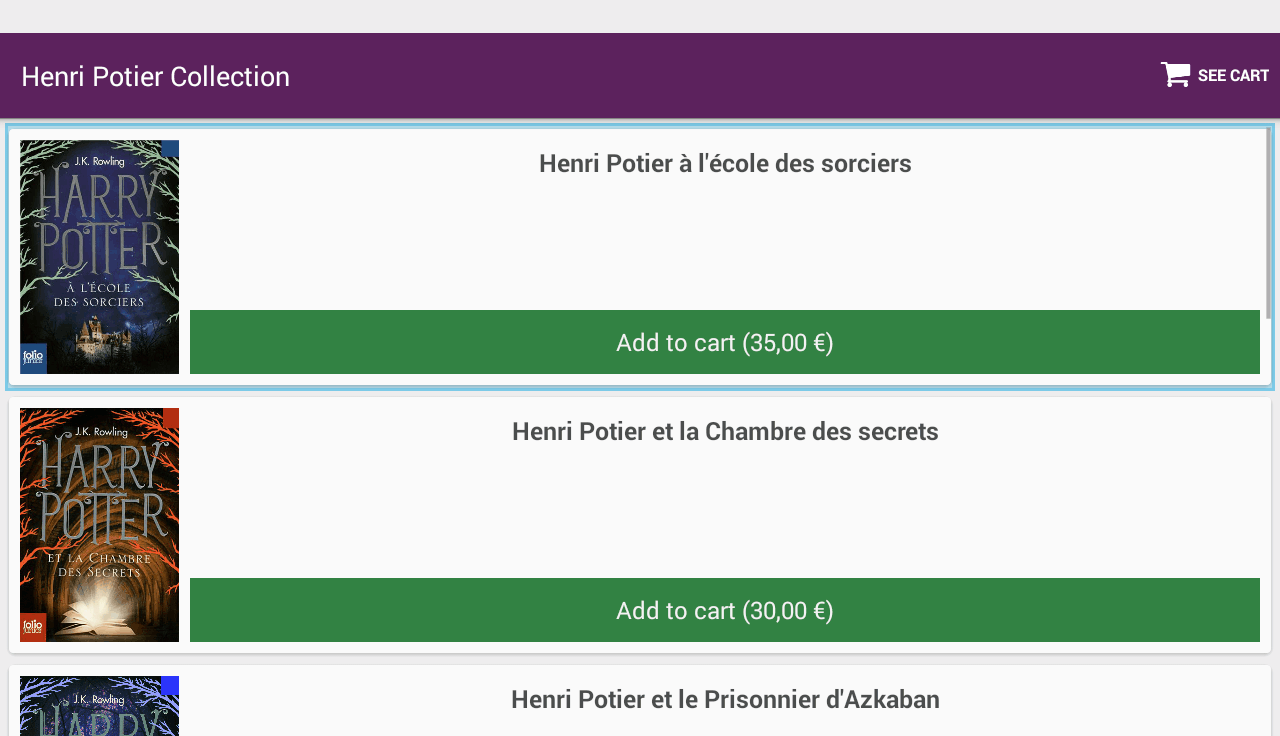 Henri Potier Collection
SEE CART
J.K. Rowling
HARRY
POTTER
À L'ÉCOLE
DES SORCIERS
folio
JUNIOR
Henri Potier à l'école des sorciers
Add to cart (35,00 €)
J.K. Rowling
HARRY
POTTER
ET LA CHAMBRE
DES SECRETS
folio
JUNIOR
Henri Potier et la Chambre des secrets
Add to cart (30,00 €)
J.K. Rowling
HARRY
Henri Potier et le Prisonnier d'Azkaban